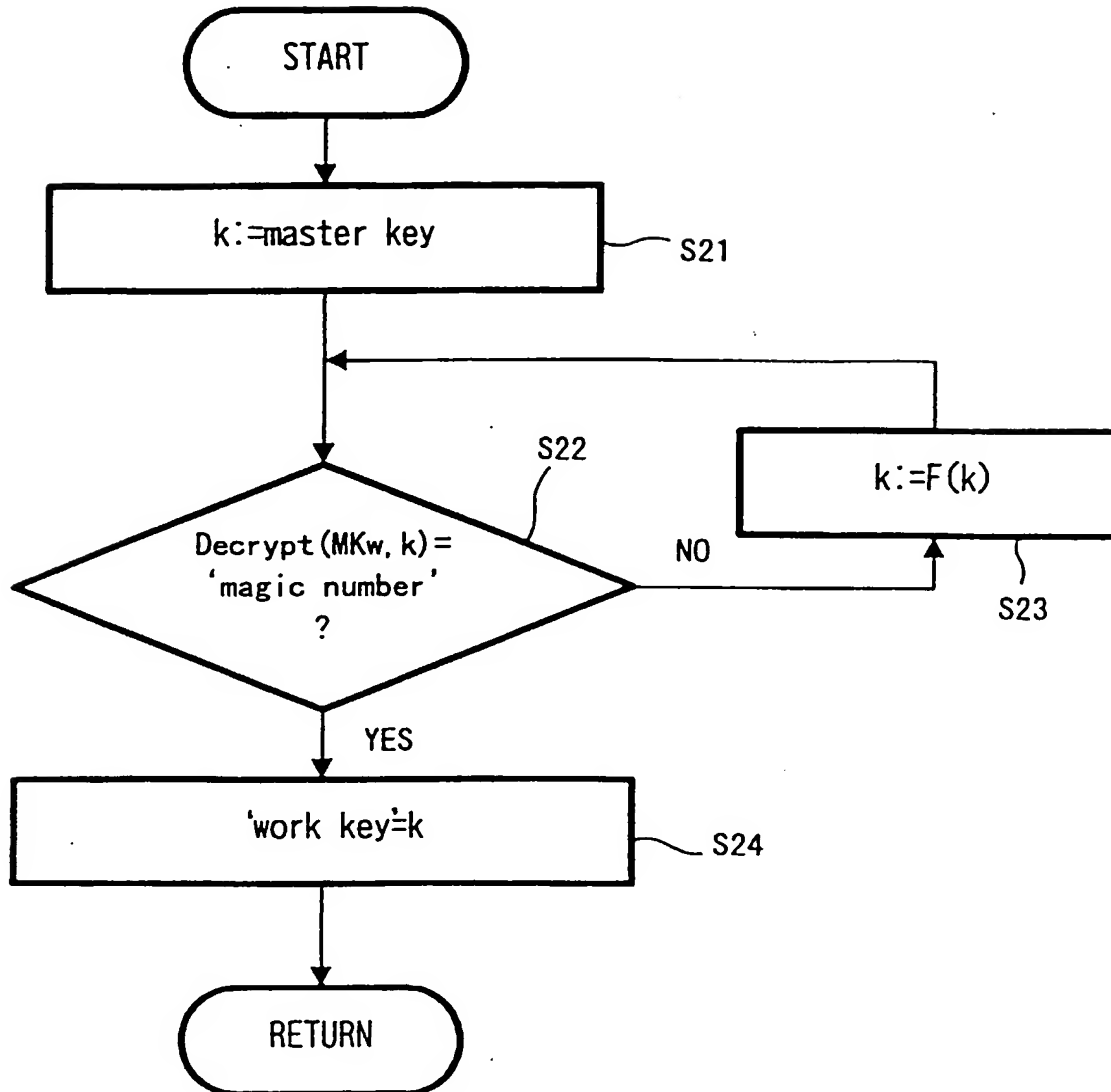 START
k:=master key
S21
S22
k:=F(k)
Decrypt(MKw, k)=
'magic number'
?
NO
S23
YES
'work key'=k
S24
RETURN